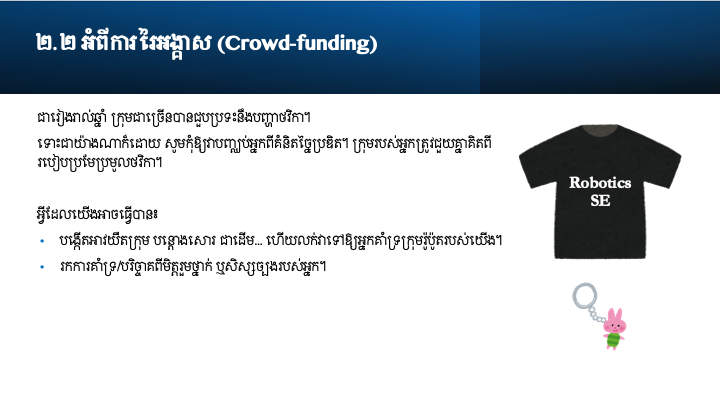 ២.២ អំពីការ រៃអង្គាស (Crowd-funding)
ជារៀងរាល់ឆ្នាំ ក្រុមជាច្រើនបានជួបប្រទះនឹងបញ្ហាថវិកា។
ទោះជាយ៉ាងណាក៏ដោយ សូមកុំឱ្យវាបញ្ឈប់អ្នកពីគំនិតច្នៃប្រឌិត។ ក្រុមរបស់អ្នកត្រូវជួយគ្នាគិតពី
របៀបប្រមែប្រមូលថវិកា។
អ្វីដែលយើងអាចធ្វើបាន៖
• បង្កើតអាវយឺតក្រុម បន្តោងសោរ ជាដើម... ហើយលក់វាទៅឱ្យអ្នកគាំទ្រក្រុមរ៉ូប៉ូតរបស់យើង។
• រកការគាំទ្រ/បរិច្ចាគពីមិត្តរួមថ្នាក់ ឬសិស្សច្បងរបស់អ្នក។
Robotics
SE